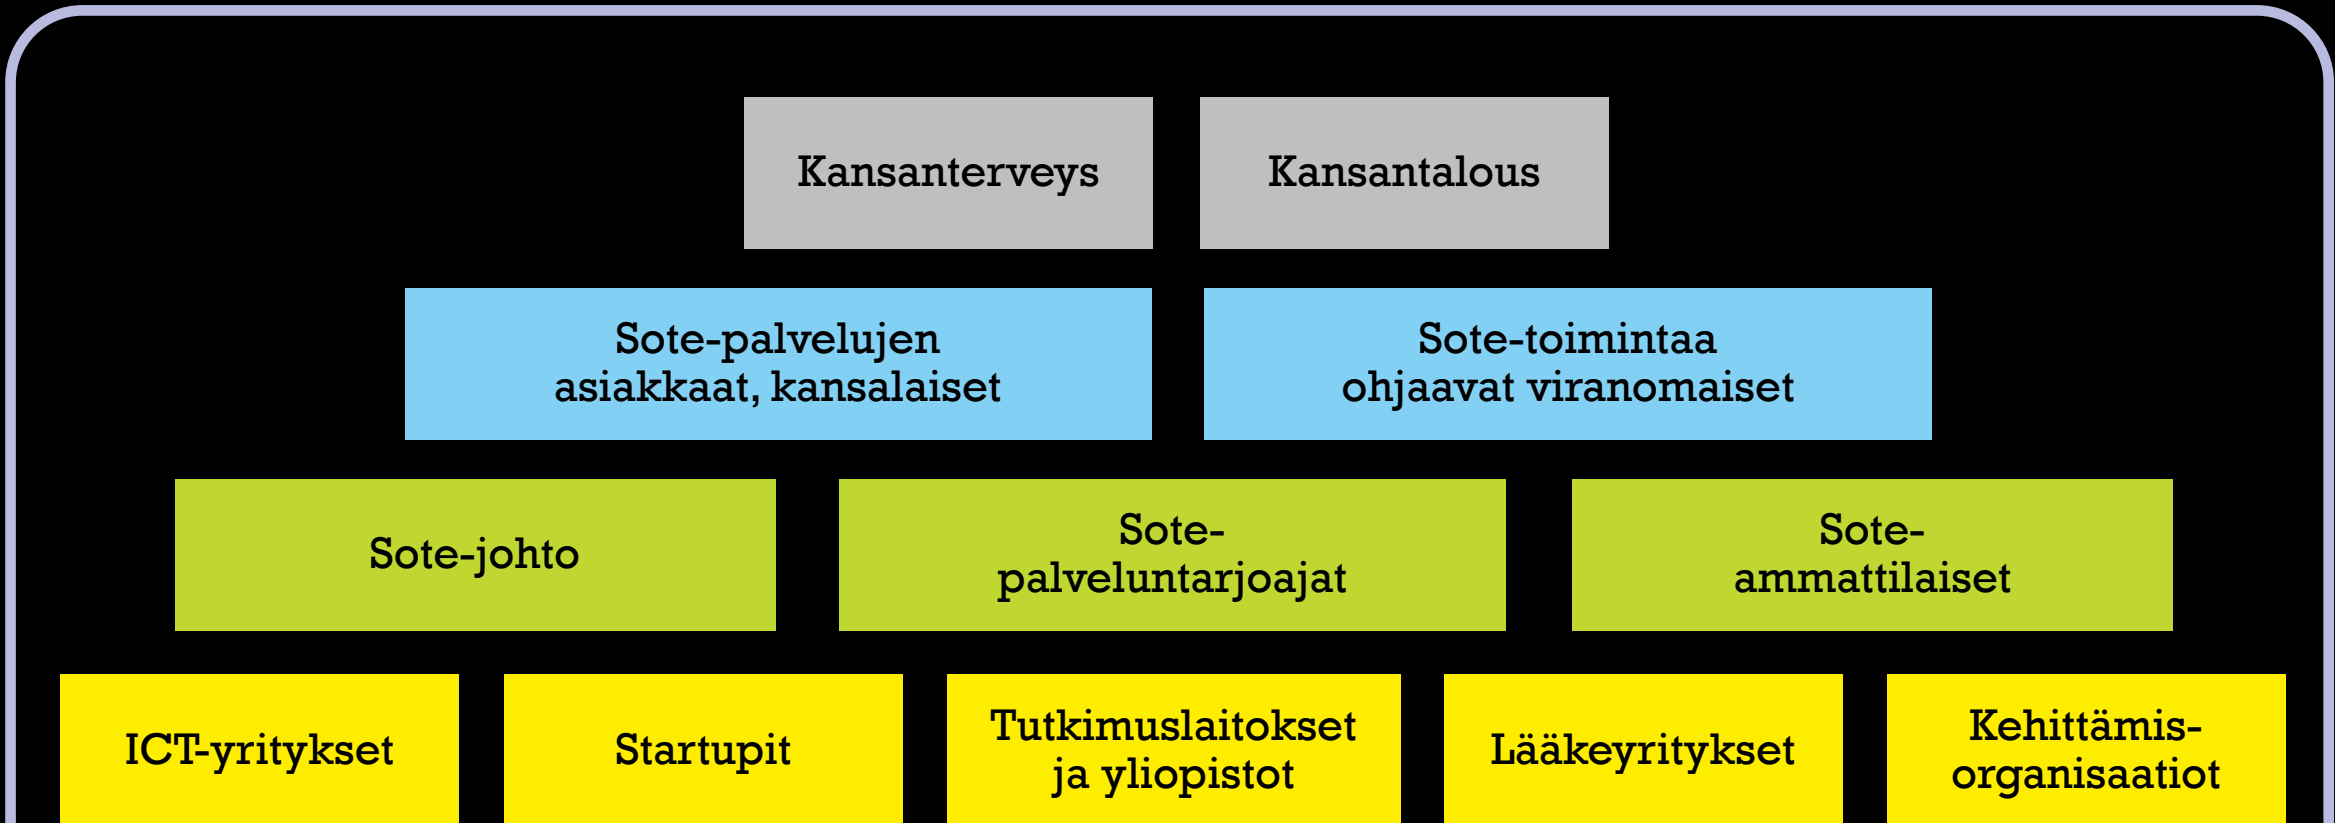 Kansanterveys
Kansantalous
Sote-palvelujen
asiakkaat, kansalaiset
Sote-toimintaa
ohjaavat viranomaiset
Sote-johto
Sote-
palveluntarjoajat
Sote-
ammattilaiset
ICT-yritykset
Startupit
Tutkimuslaitokset
ja yliopistot
Lääkeyritykset
Kehittämis-
organisaatiot